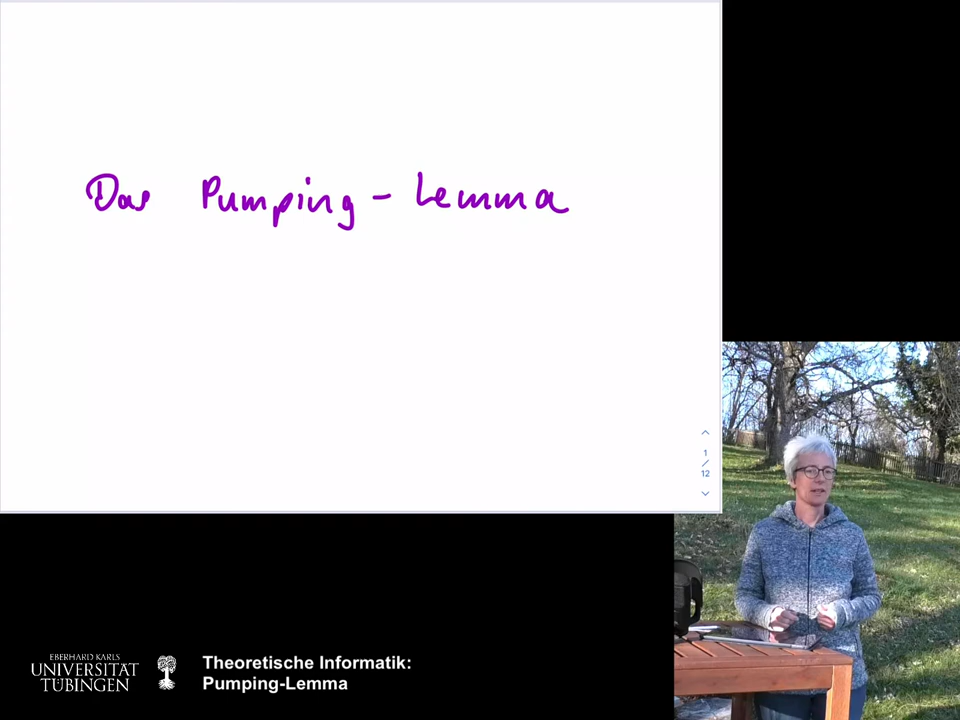 Das Pumping-Lemma
1
/
12
EBERHARD KARLS
UNIVERSITÄT
TÜBINGEN
Theoretische Informatik:
Pumping-Lemma